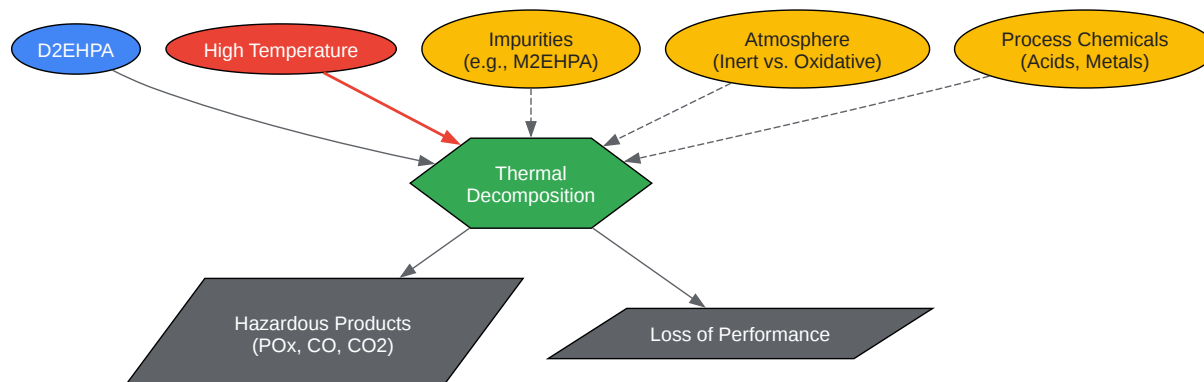 D2EHPA
High Temperature
Impurities
(e.g., M2EHPA)
Atmosphere
(Inert vs. Oxidative)
Process Chemicals
(Acids, Metals)
Thermal
Decomposition
Hazardous Products
(POx, CO, CO2)
Loss of Performance